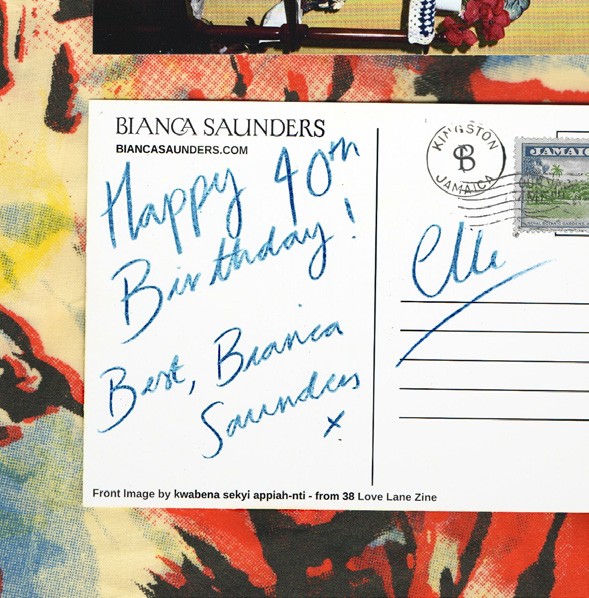 BIANCA SAUNDERS
BIANCASAUNDERS.COM
Happy 40th
Birthday!
Best, Bianca
Saunders
x
KINGSTON
B
JAMAICA
JAMAIC
Elle
Front Image by kwabena sekyi appiah-nti - from 38 Love Lane Zine